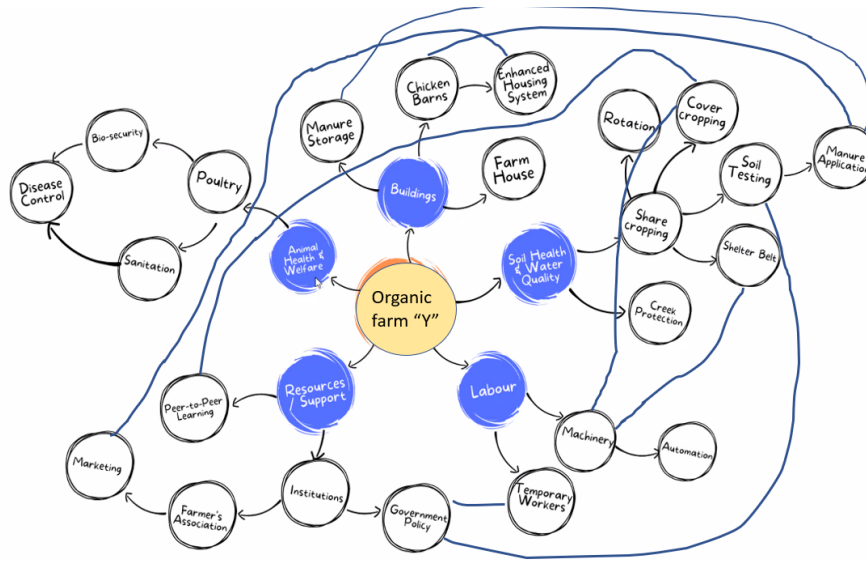 Chicken
Barns
Enhanced
Housing
System
Manure
Storage
Rotation
Cover
cropping
Bio-security
Farm
House
Soil
Testing
Manure
Application
Disease
Control
Poultry
Buildings
Share
cropping
Shelter Belt
Sanitation
Animal
Health &
Welfare
Soil Health
& Water
Quality
Organic
farm "Y"
Creek
Protection
Resources
/ Support
Labour
Peer-to-Peer
Learning
Machinery
Automation
Marketing
Institutions
Temporary
Workers
Farmer's
Association
Government
Policy